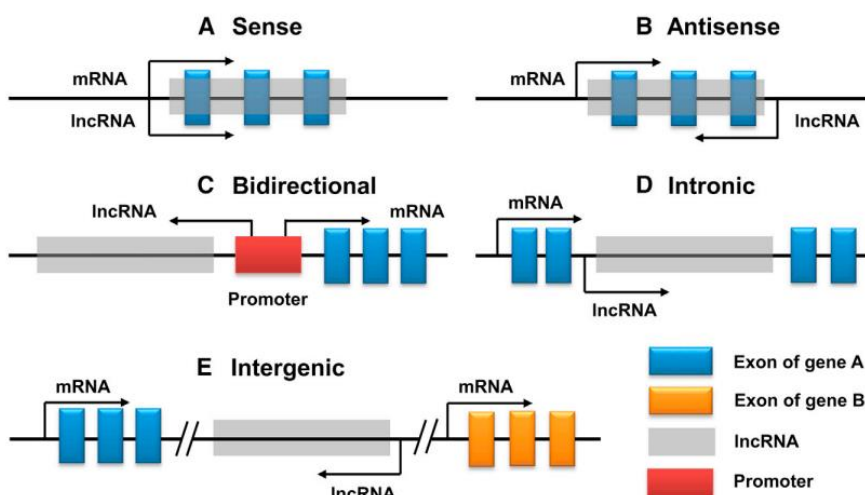 A Sense
mRNA
lncRNA
B Antisense
mRNA
lncRNA
C Bidirectional
lncRNA
mRNA
Promoter
D Intronic
mRNA
lncRNA
E Intergenic
mRNA
lncRNA
mRNA
Exon of gene A
Exon of gene B
lncRNA
Promoter